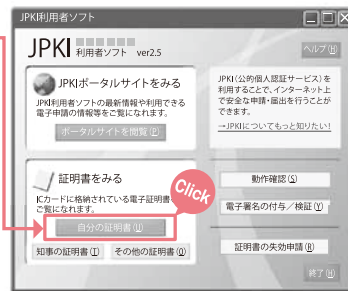 JPKI利用者ソフト
JPKI 利用者ソフト ver2.5
ヘルプ(H)
JPKIポータルサイトをみる
JPKI利用者ソフトの最新情報や利用できる
電子申請の情報等をご覧になれます。
ポータルサイトを閲覧(P)
JPKI(公的個人認証サービス)を
利用することで、インターネット上
で安全な申請・届出を行うことが
できます。
→JPKIについてもっと知りたい!
証明書をみる
ICカードに格納されている電子証明書
ご覧になれます。
Click
自分の証明書(U)
知事の証明書(T) その他の証明書(O)
動作確認(S)
電子署名の付与/検証(Y)
証明書の失効申請(R)
終了(X)